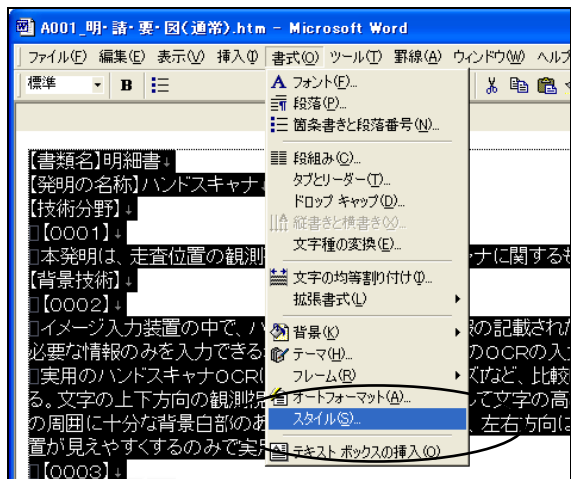 A001_明・請・要・図(通常).htm - Microsoft Word
ファイル(F) 編集(E) 表示(V) 挿入(I) 書式(O) ツール(T) 罫線(A) ウィンドウ(W) ヘルプ
標準 B
フォント(F)...
段落(P)...
箇条書きと段落番号(N)...
段組み(C)...
タブとリーダー(T)...
ドロップ キャップ(D)...
縦書きと横書き(X)...
文字種の変換(E)...
文字の均等割り付け(I)...
拡張書式(L)
背景(K)
テーマ(H)...
フレーム(R)
オートフォーマット(A)...
スタイル(S)...
テキスト ボックスの挿入(O)
【書類名】明細書↓
【発明の名称】ハンドスキャナ↓
【技術分野】↓
□【0001】↓
□本発明は、走査位置の観測 ャナに関するも
【背景技術】↓
□【0002】↓
□イメージ入力装置の中で、ハ 報の記載された
必要な情報のみを入力できる のOCRの入
□実用のハンドスキャナOCR( ズ)など、比較
る。文字の上下方向の観測 して文字の高
の周囲に十分な背景白部のあ 、左右方向は
置が見えやすくするのみで実
□【0003】↓